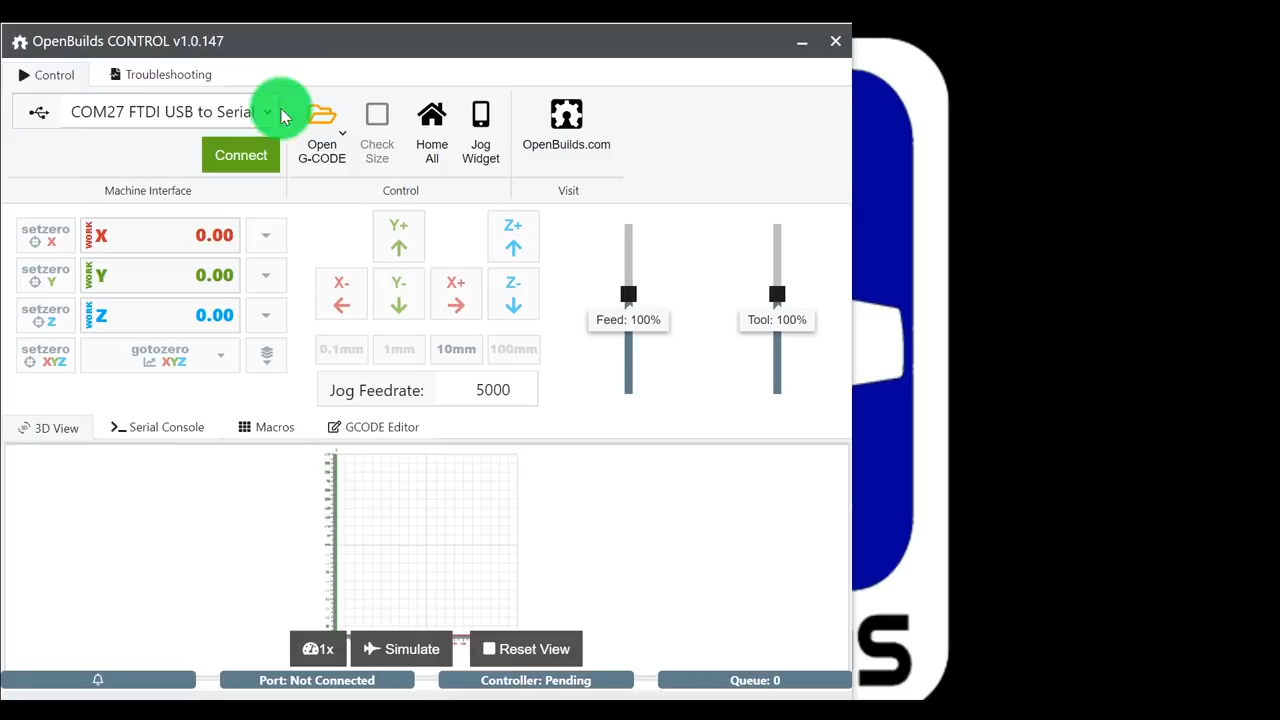 OpenBuilds CONTROL v1.0.147
Control
Troubleshooting
COM27 FTDI USB to Serial
Connect
Open
G-CODE
Check
Size
Home
All
Jog
Widget
OpenBuilds.com
Machine Interface
Control
Visit
setzero
X
WORK
X
0.00
setzero
Y
WORK
Y
0.00
setzero
Z
WORK
Z
0.00
setzero
XYZ
gotozero
XYZ
Y+
Z+
X-
Y-
X+
Z-
0.1mm
1mm
10mm
100mm
Jog Feedrate:
5000
Feed: 100%
Tool: 100%
3D View
Serial Console
Macros
GCODE Editor
1x
Simulate
Reset View
Port: Not Connected
Controller: Pending
Queue: 0
S